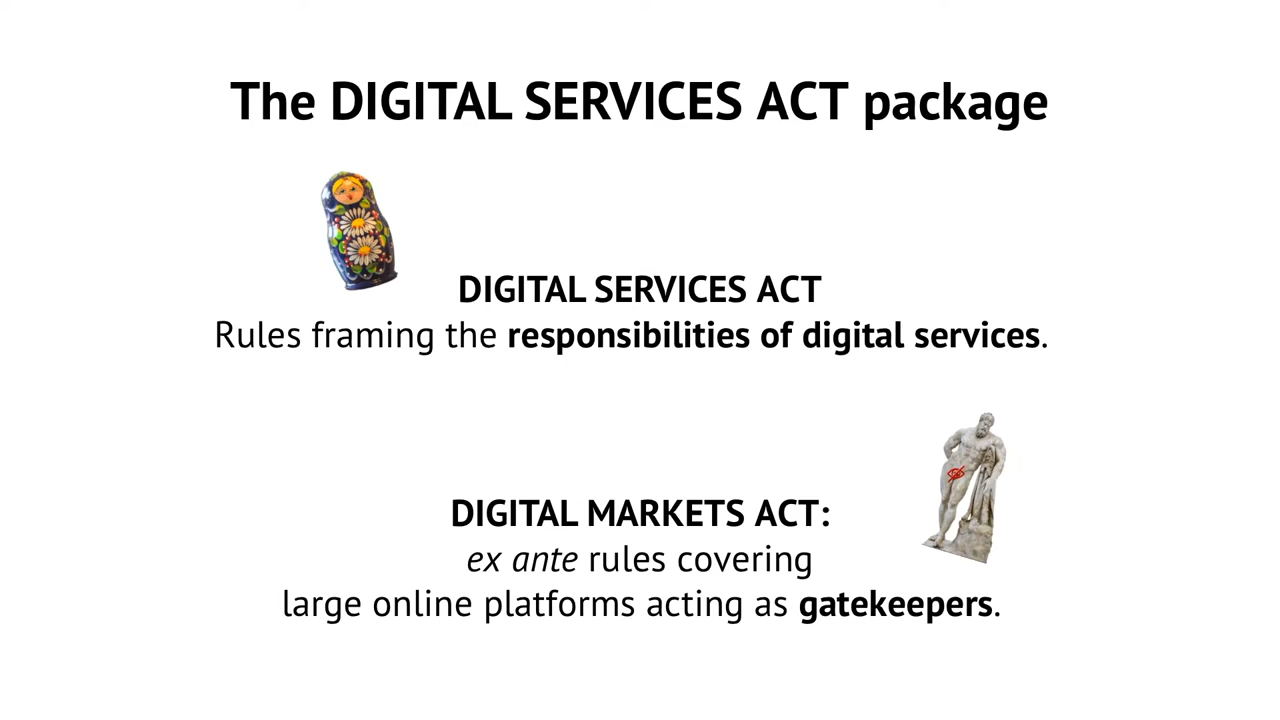 The DIGITAL SERVICES ACT package
DIGITAL SERVICES ACT
Rules framing the responsibilities of digital services.
DIGITAL MARKETS ACT:
ex ante rules covering
large online platforms acting as gatekeepers.